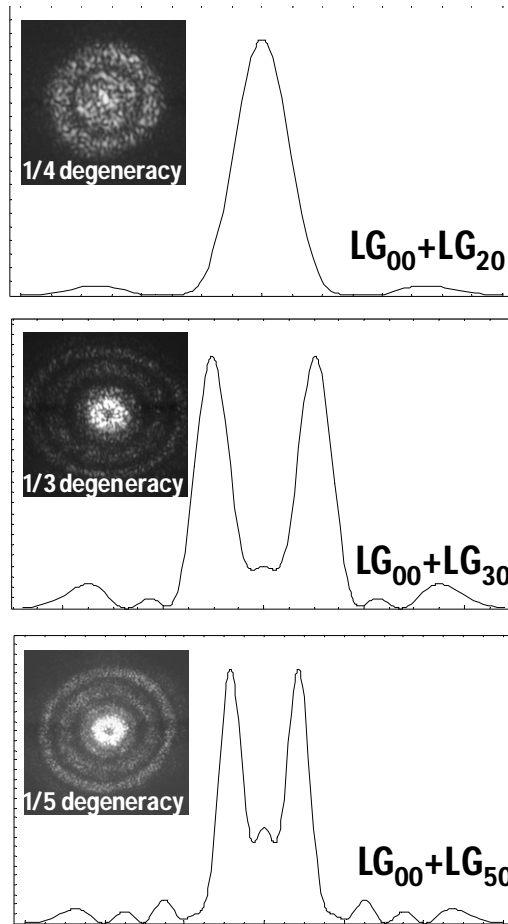 1/4 degeneracy
LG₀₀+LG₂₀
1/3 degeneracy
LG₀₀+LG₃₀
1/5 degeneracy
LG₀₀+LG₅₀